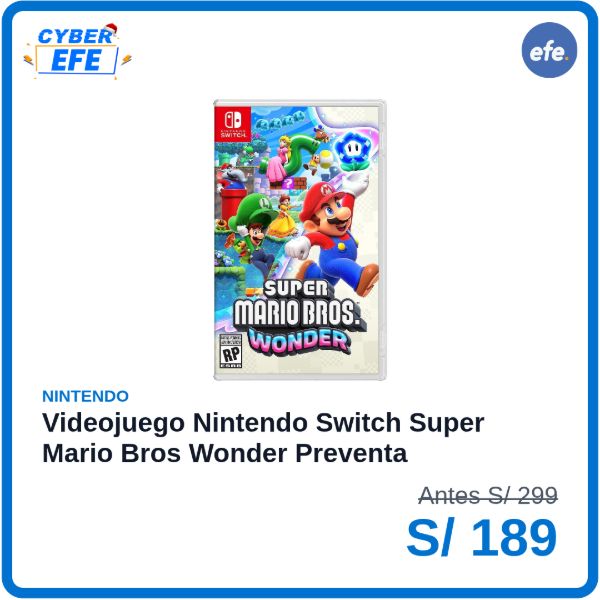 CYBER
EFE
efe.
NINTENDO
SWITCH
SUPER
MARIO BROS.
WONDER
RP
ESRB
NINTENDO
Videojuego Nintendo Switch Super
Mario Bros Wonder Preventa
Antes S/ 299
S/ 189